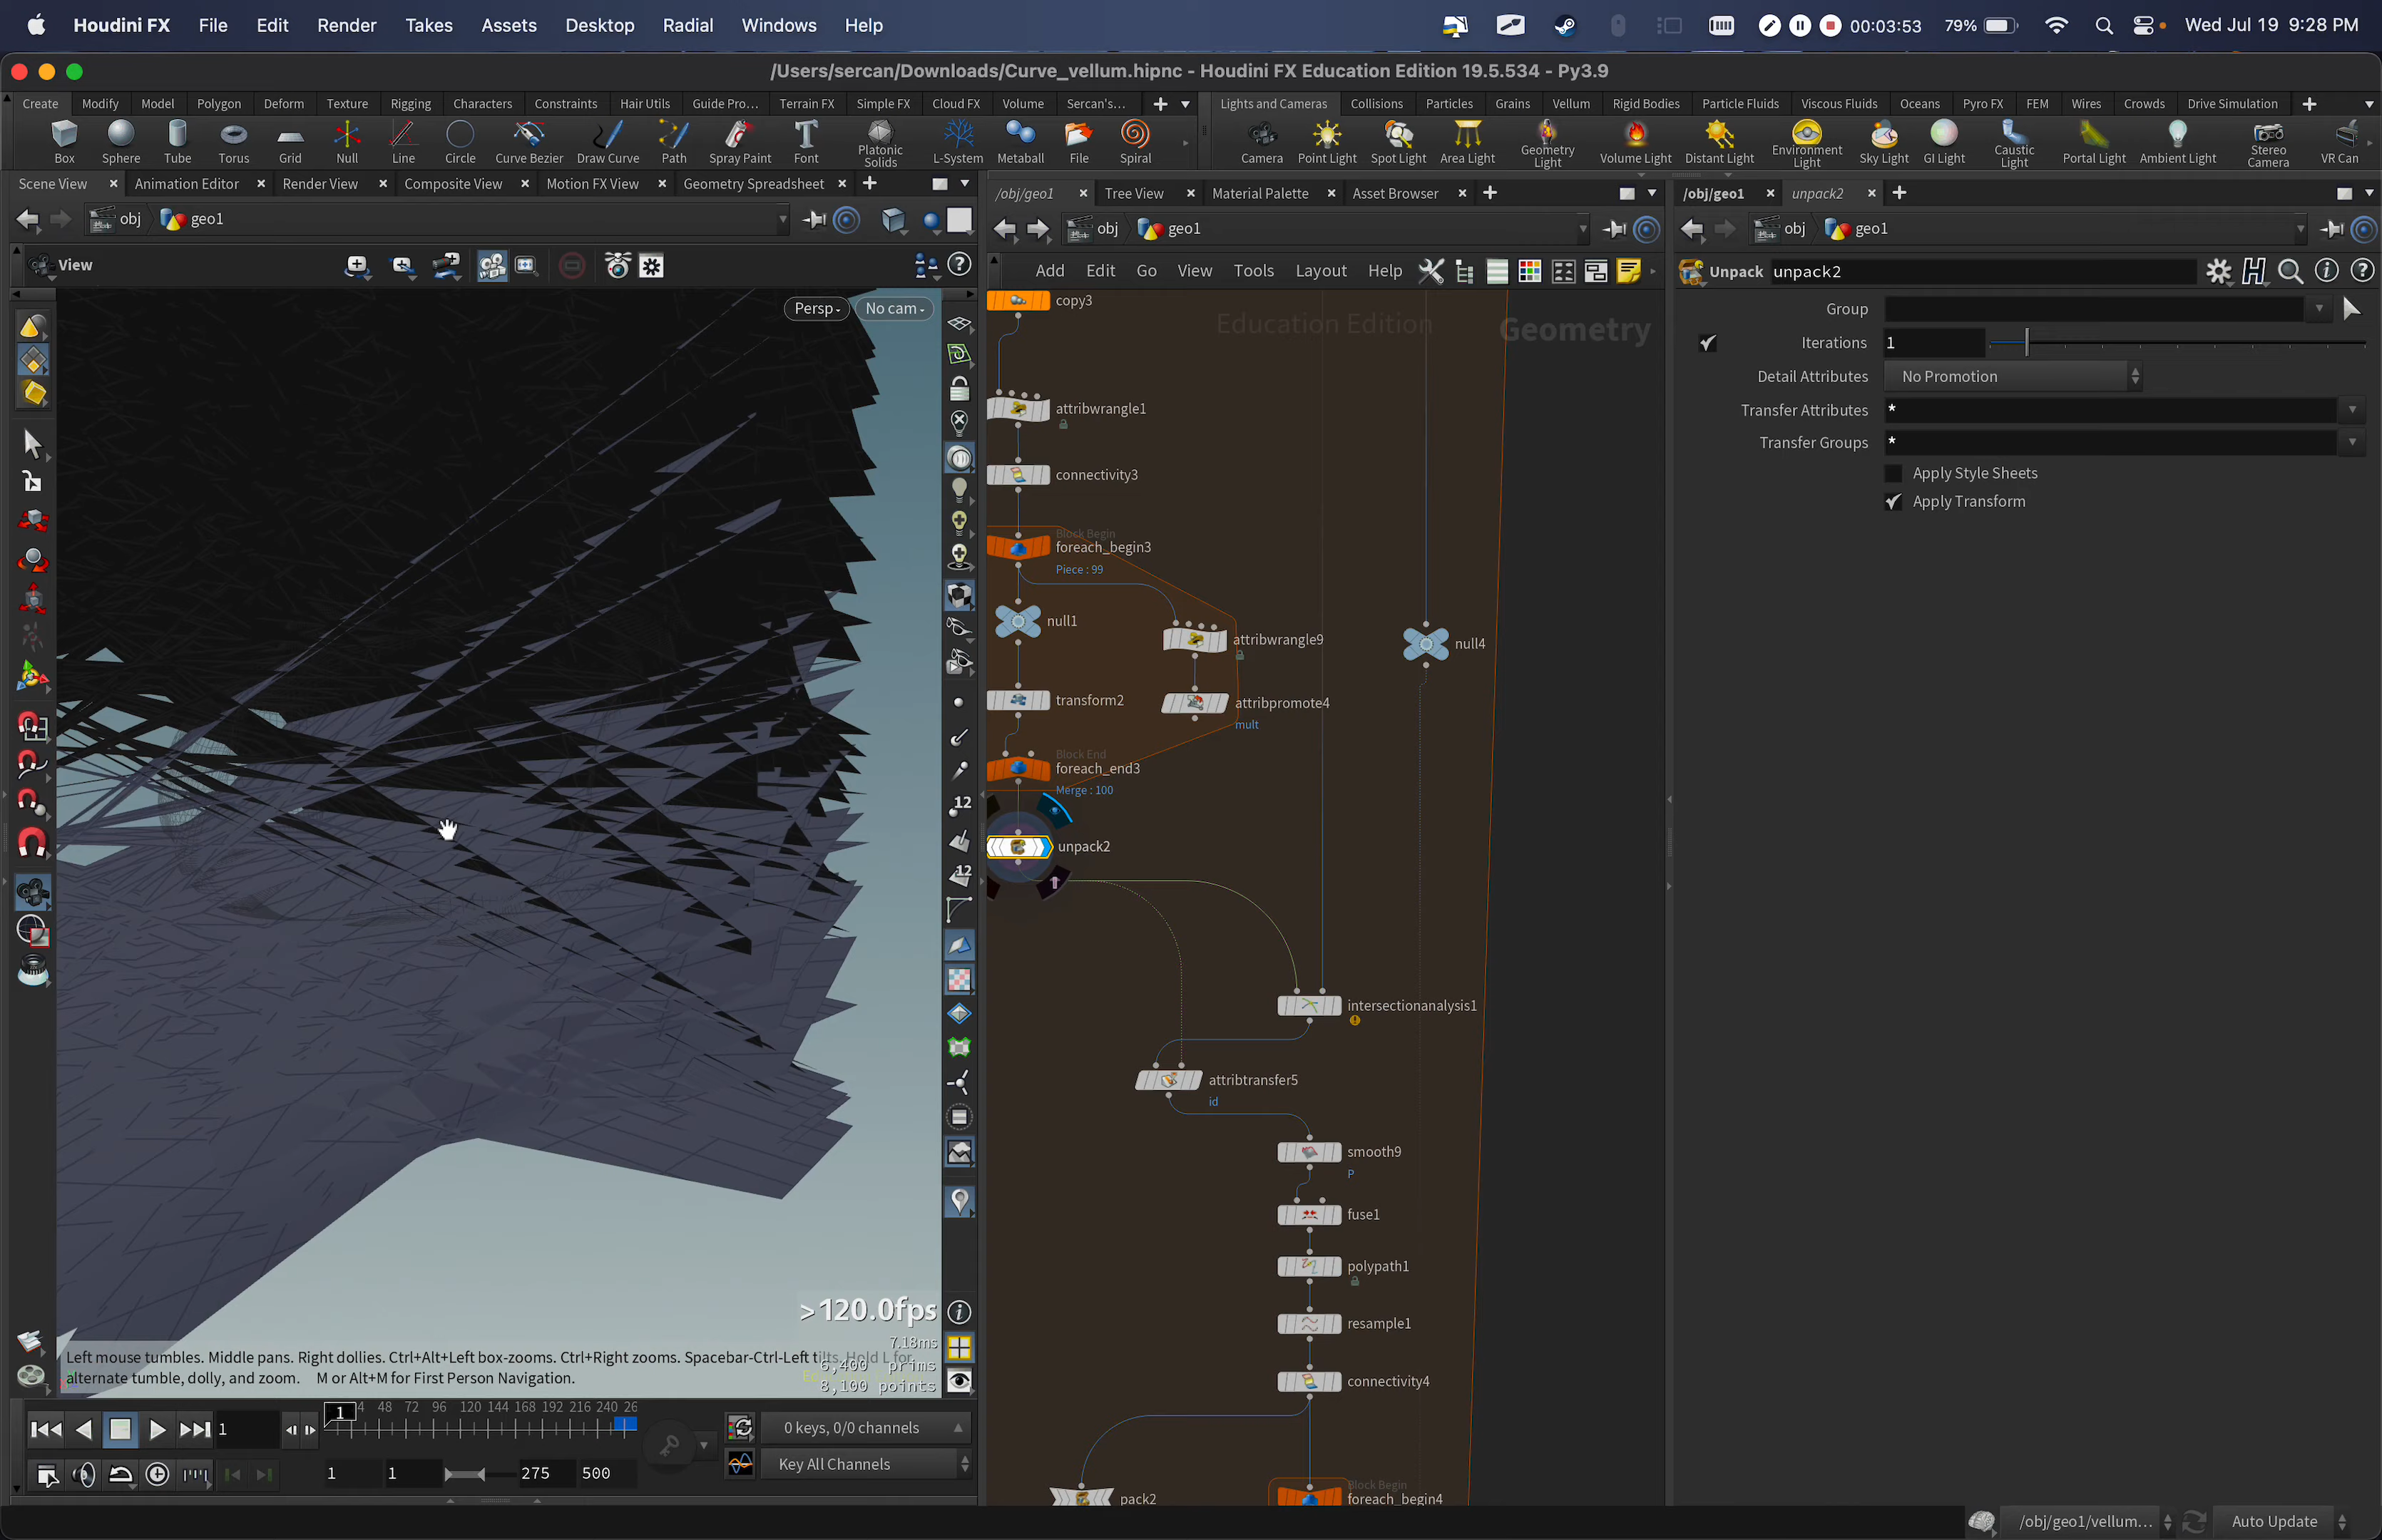 Houdini FX File Edit Render Takes Assets Desktop Radial Windows Help 00:03:53 79% Wed Jul 19 9:28 PM
/Users/sercan/Downloads/Curve_vellum.hipnc - Houdini FX Education Edition 19.5.534 - Py3.9
Create Modify Model Polygon Deform Texture Rigging Characters Constraints Hair Utils Guide Pro... Terrain FX Simple FX Cloud FX Volume Sercan's...
Lights and Cameras Collisions Particles Grains Vellum Rigid Bodies Particle Fluids Viscous Fluids Oceans Pyro FX FEM Wires Crowds Drive Simulation
Box Sphere Tube Torus Grid Null Line Circle Curve Bezier Draw Curve Path Spray Paint Font Platonic Solids L-System Metaball File Spiral
Camera Point Light Spot Light Area Light Geometry Light Volume Light Distant Light Environment Light Sky Light GI Light Caustic Light Portal Light Ambient Light Stereo Camera VR Can
Scene View Animation Editor Render View Composite View Motion FX View Geometry Spreadsheet
obj geo1
View
Persp
No cam
12
12
>120.0fps
7.18ms
6,400 prims
8,100 points
Left mouse tumbles. Middle pans. Right dollies. Ctrl+Alt+Left box-zooms. Ctrl+Right zooms. Spacebar-Ctrl-Left tilts. Hold L for
alternate tumble, dolly, and zoom. M or Alt+M for First Person Navigation.
/obj/geo1 Tree View Material Palette Asset Browser
obj geo1
Add Edit Go View Tools Layout Help
Education Edition
Geometry
copy3
attribwrangle1
connectivity3
Block Begin
foreach_begin3
Piece : 99
null1
attribwrangle9
null4
transform2
attribpromote4
mult
Block End
foreach_end3
Merge : 100
unpack2
intersectionanalysis1
attribtransfer5
id
smooth9
P
fuse1
polypath1
resample1
connectivity4
pack2
Block Begin
foreach_begin4
/obj/geo1 unpack2
obj geo1
Unpack unpack2
Group
Iterations 1
Detail Attributes No Promotion
Transfer Attributes *
Transfer Groups *
Apply Style Sheets
Apply Transform
1
1 4 48 72 96 120 144 168 192 216 240 26
0 keys, 0/0 channels
1 1 275 500
Key All Channels
/obj/geo1/vellum... Auto Update